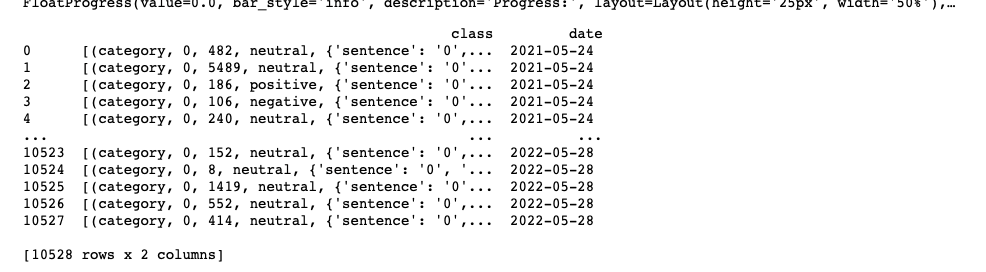 FloatProgress(value=0.0, bar_style='info', description='Progress:', layout=Layout(height='25px', width='50%'),…
class date
0 [(category, 0, 482, neutral, {'sentence': '0',... 2021-05-24
1 [(category, 0, 5489, neutral, {'sentence': '0'... 2021-05-24
2 [(category, 0, 186, positive, {'sentence': '0'... 2021-05-24
3 [(category, 0, 106, negative, {'sentence': '0'... 2021-05-24
4 [(category, 0, 240, neutral, {'sentence': '0',... 2021-05-24
... ... ...
10523 [(category, 0, 152, neutral, {'sentence': '0',... 2022-05-28
10524 [(category, 0, 8, neutral, {'sentence': '0', '... 2022-05-28
10525 [(category, 0, 1419, neutral, {'sentence': '0'... 2022-05-28
10526 [(category, 0, 552, neutral, {'sentence': '0',... 2022-05-28
10527 [(category, 0, 414, neutral, {'sentence': '0',... 2022-05-28
[10528 rows x 2 columns]